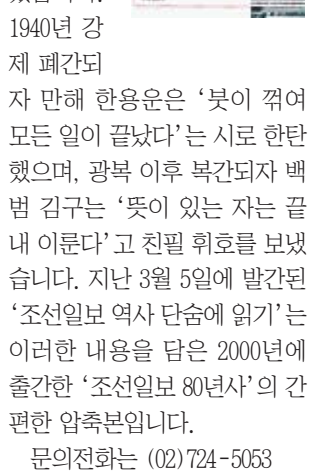 1940년 강
제 폐간되
자 만해 한용운은 ‘붓이 꺾여
모든 일이 끝났다’는 시로 한탄
했으며, 광복 이후 복간되자 백
범 김구는 ‘뜻이 있는 자는 끝
내 이룬다’고 친필 휘호를 보냈
습니다. 지난 3월 5일에 발간된
‘조선일보 역사 단숨에 읽기’는
이러한 내용을 담은 2000년에
출간한 ‘조선일보 80년사’의 간
편한 압축본입니다.
문의전화는 (02)724-5053